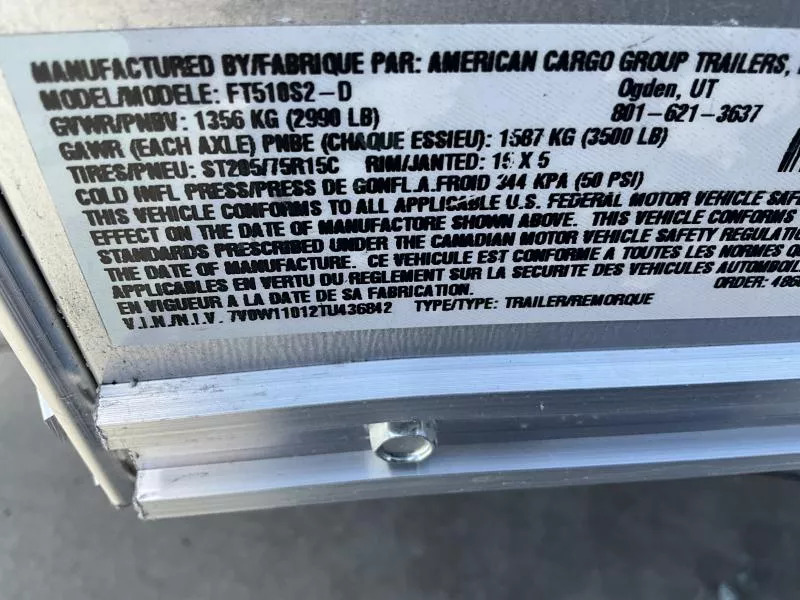 MANUFACTURED BY/FABRIQUE PAR: AMERICAN CARGO GROUP TRAILERS,
MODEL/MODELE: FT510S2-D Ogden, UT
GVWR/PNBV: 1356 KG (2990 LB) 801-621-3637
GAWR (EACH AXLE) PNBE (CHAQUE ESSIEU): 1587 KG (3500 LB)
TIRES/PNEU: ST205/75R15C RIM/JANTED: 15 X 5
COLD INFL PRESS/PRESS DE GONFL.A.FROID 344 KPA (50 PSI)
THIS VEHICLE CONFORMS TO ALL APPLICABLE U.S. FEDERAL MOTOR VEHICLE SAFE
EFFECT ON THE DATE OF MANUFACTORE SHOWN ABOVE. THIS VEHICLE CONFORMS
STANDARDS PRESCRIBED UNDER THE CANADIAN MOTOR VEHICLE SAFETY REGULATIO
THE DATE OF MANUFACTURE. CE VEHICULE EST CONFORME A TOUTES LES NORMES Q
APPLICABLES EN VERTU DU REGLEMENT SUR LA SECURITE DES VEHICULES AUTOMBOIL
EN VIGUEUR A LA DATE DE SA FABRICATION. ORDER: 486
V.I.N./N.I.V. 7V0W11012TU436842 TYPE/TYPE: TRAILER/REMORQUE